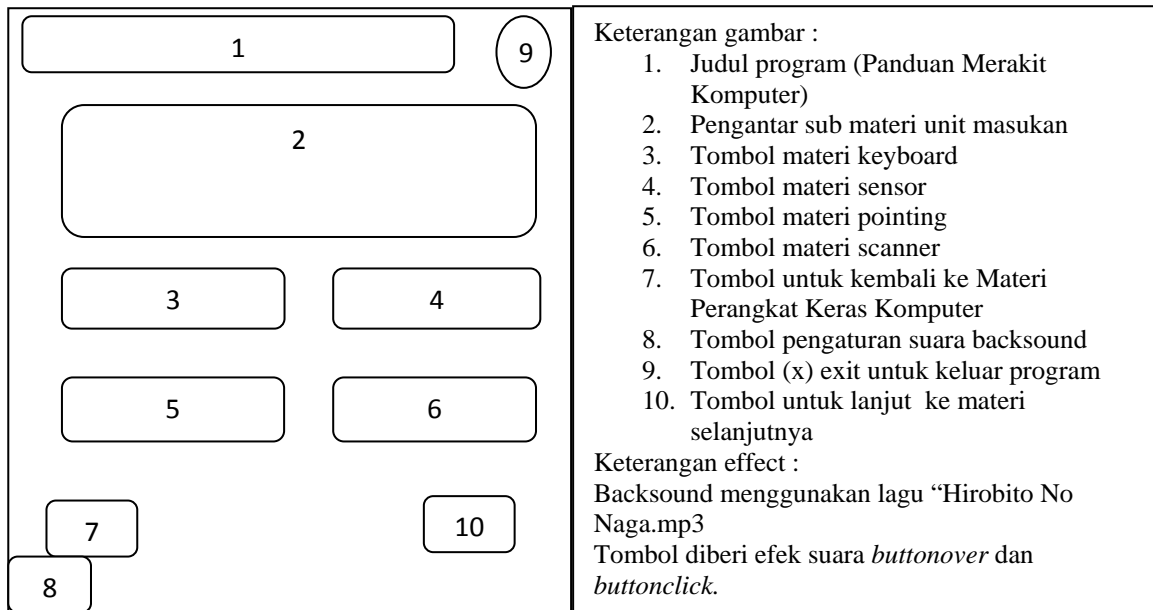 1
9
2
3
4
5
6
7
10
8
Keterangan gambar :
1. Judul program (Panduan Merakit
Komputer)
2. Pengantar sub materi unit masukan
3. Tombol materi keyboard
4. Tombol materi sensor
5. Tombol materi pointing
6. Tombol materi scanner
7. Tombol untuk kembali ke Materi
Perangkat Keras Komputer
8. Tombol pengaturan suara backsound
9. Tombol (x) exit untuk keluar program
10. Tombol untuk lanjut ke materi
selanjutnya
Keterangan effect :
Backsound menggunakan lagu “Hirobito No
Naga.mp3
Tombol diberi efek suara buttonover dan
buttonclick.